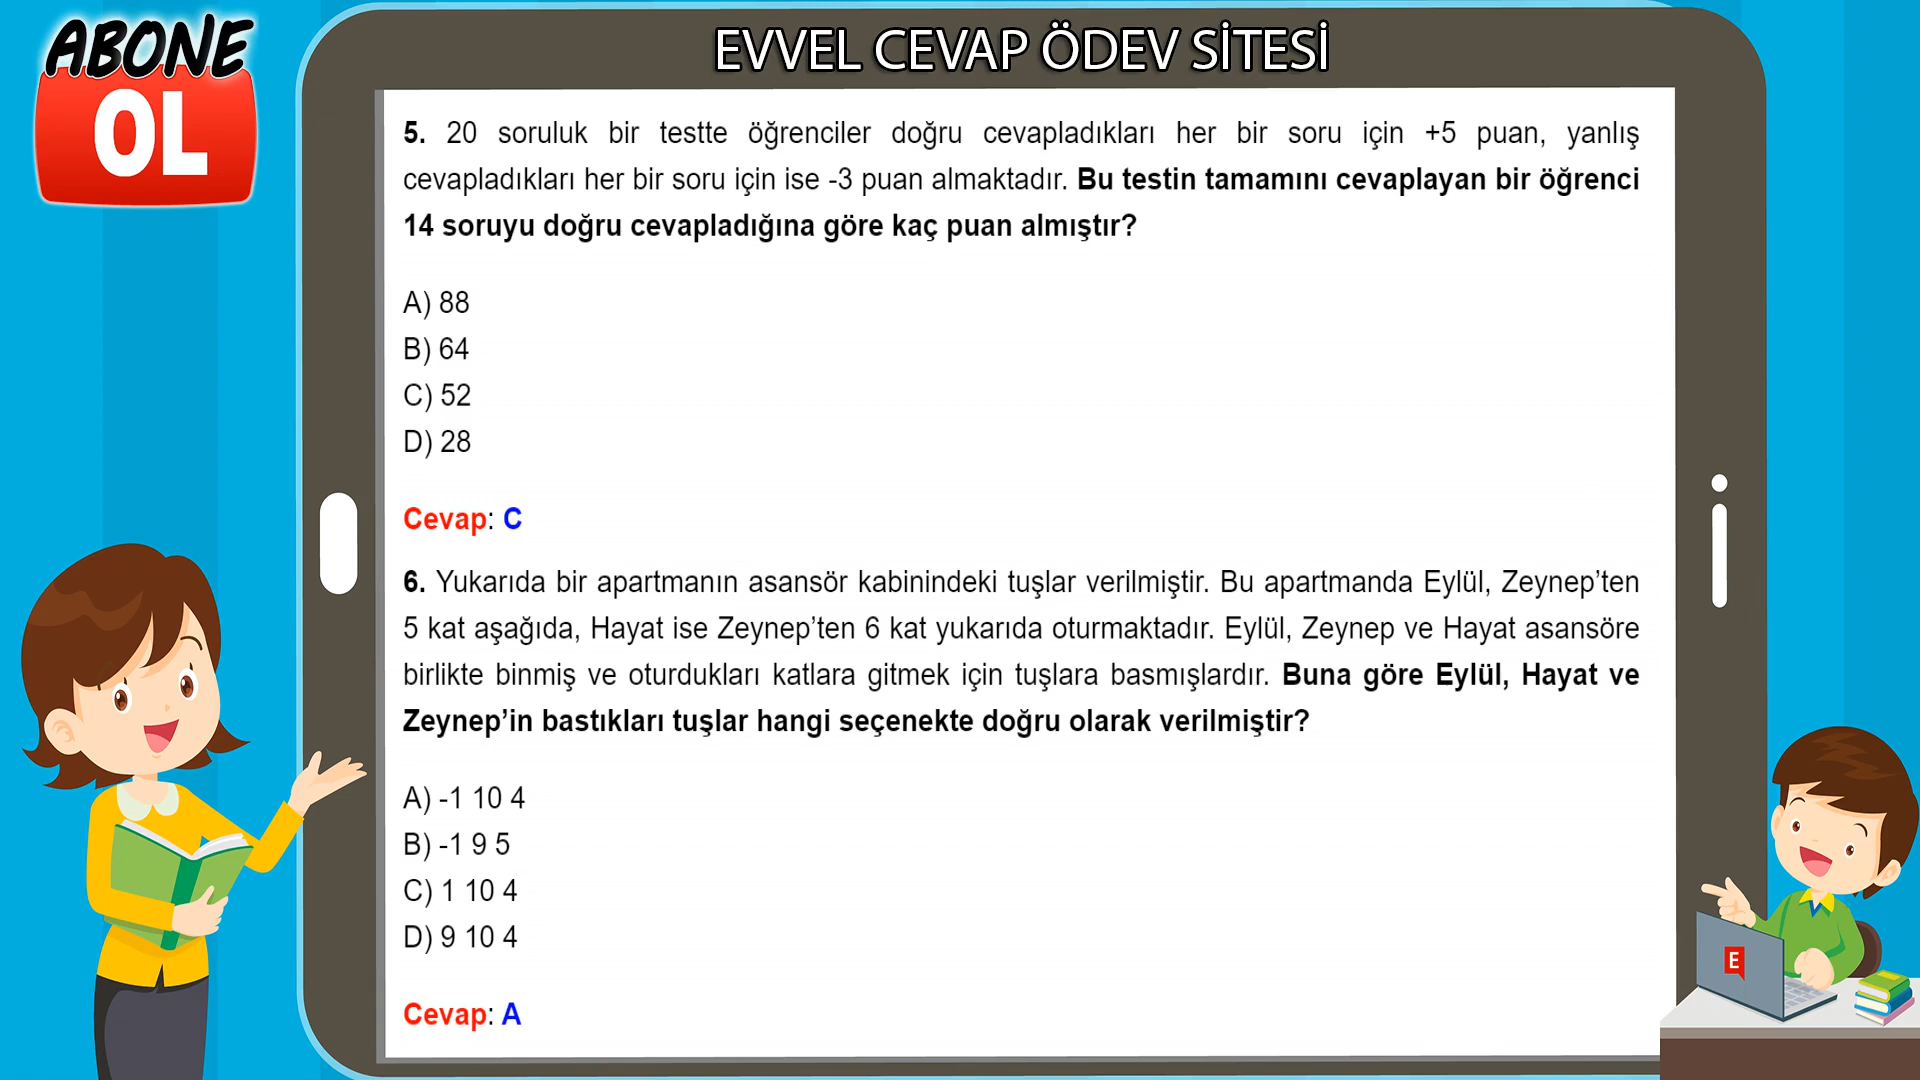 ABONE
OL
EVVEL CEVAP ÖDEV SİTESİ
5. 20 soruluk bir testte öğrenciler doğru cevapladıkları her bir soru için +5 puan, yanlış
cevapladıkları her bir soru için ise -3 puan almaktadır. Bu testin tamamını cevaplayan bir öğrenci
14 soruyu doğru cevapladığına göre kaç puan almıştır?
A) 88
B) 64
C) 52
D) 28
Cevap: C
6. Yukarıda bir apartmanın asansör kabinindeki tuşlar verilmiştir. Bu apartmanda Eylül, Zeynep’ten
5 kat aşağıda, Hayat ise Zeynep’ten 6 kat yukarıda oturmaktadır. Eylül, Zeynep ve Hayat asansöre
birlikte binmiş ve oturdukları katlara gitmek için tuşlara basmışlardır. Buna göre Eylül, Hayat ve
Zeynep’in bastıkları tuşlar hangi seçenekte doğru olarak verilmiştir?
A) -1 10 4
B) -1 9 5
C) 1 10 4
D) 9 10 4
Cevap: A
E